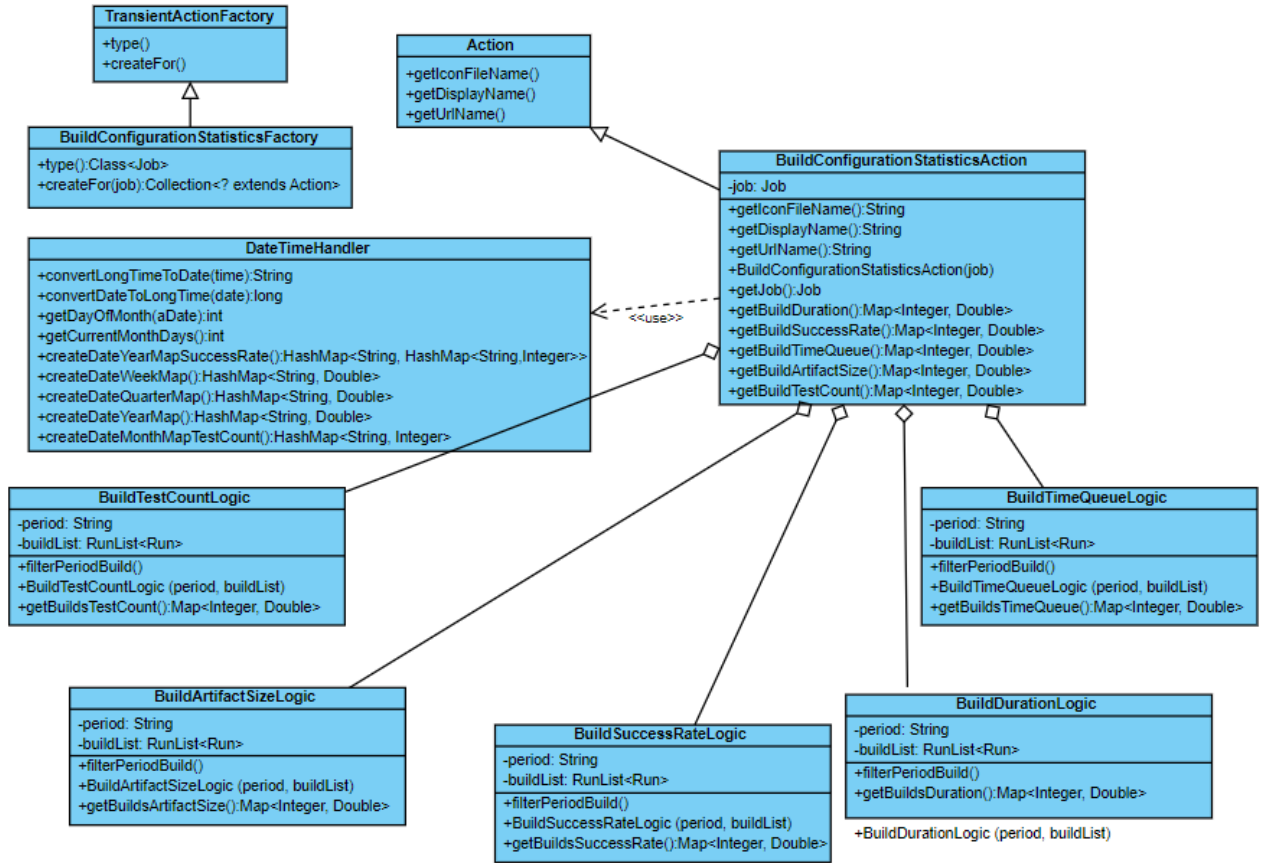 TransientActionFactory
+type()
+createFor()
Action
+getIconFileName()
+getDisplayName()
+getUrlName()
BuildConfigurationStatisticsFactory
+type():Class<Job>
+createFor(job):Collection<? extends Action>
BuildConfigurationStatisticsAction
-job: Job
+getIconFileName():String
+getDisplayName():String
+getUrlName():String
+BuildConfigurationStatisticsAction(job)
+getJob():Job
+getBuildDuration():Map<Integer, Double>
+getBuildSuccessRate():Map<Integer, Double>
+getBuildTimeQueue():Map<Integer, Double>
+getBuildArtifactSize():Map<Integer, Double>
+getBuildTestCount():Map<Integer, Double>
DateTimeHandler
+convertLongTimeToDate(time):String
+convertDateToLongTime(date):long
+getDayOfMonth(aDate):int
+getCurrentMonthDays():int
+createDateYearMapSuccessRate():HashMap<String, HashMap<String,Integer>>
+createDateWeekMap():HashMap<String, Double>
+createDateQuarterMap():HashMap<String, Double>
+createDateYearMap():HashMap<String, Double>
+createDateMonthMapTestCount():HashMap<String, Integer>
<<use>>
BuildTestCountLogic
-period: String
-buildList: RunList<Run>
+filterPeriodBuild()
+BuildTestCountLogic (period, buildList)
+getBuildsTestCount():Map<Integer, Double>
BuildTimeQueueLogic
-period: String
-buildList: RunList<Run>
+filterPeriodBuild()
+BuildTimeQueueLogic (period, buildList)
+getBuildsTimeQueue():Map<Integer, Double>
BuildArtifactSizeLogic
-period: String
-buildList: RunList<Run>
+filterPeriodBuild()
+BuildArtifactSizeLogic (period, buildList)
+getBuildsArtifactSize():Map<Integer, Double>
BuildSuccessRateLogic
-period: String
-buildList: RunList<Run>
+filterPeriodBuild()
+BuildSuccessRateLogic (period, buildList)
+getBuildsSuccessRate():Map<Integer, Double>
BuildDurationLogic
-period: String
-buildList: RunList<Run>
+filterPeriodBuild()
+getBuildsDuration():Map<Integer, Double>
+BuildDurationLogic (period, buildList)